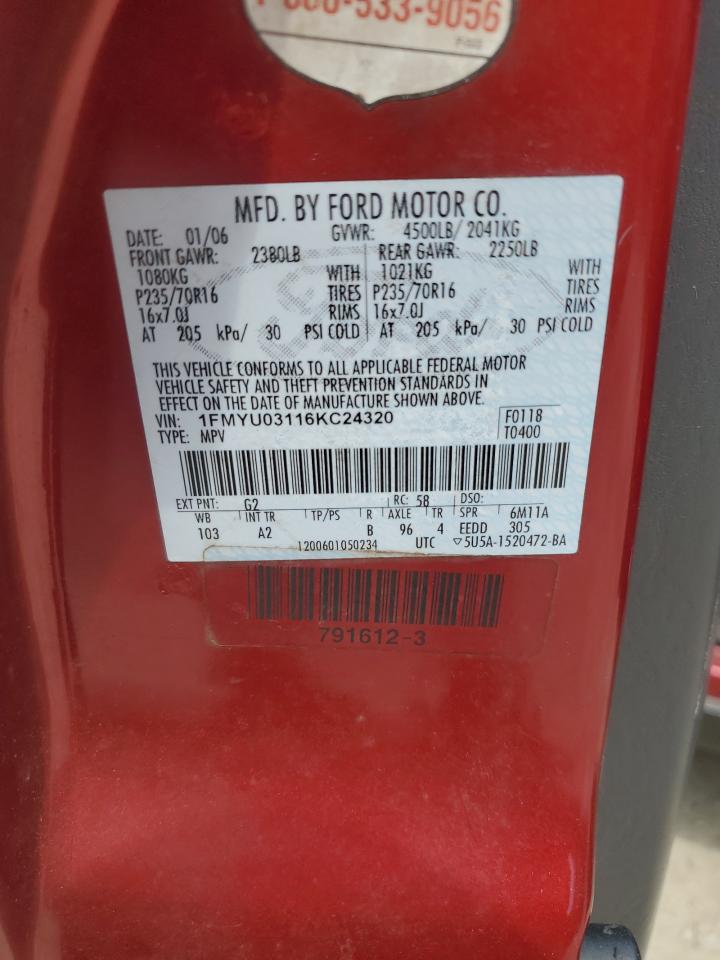 -533-9056
MFD. BY FORD MOTOR CO.
DATE: 01/06 GVWR: 4500LB/ 2041KG
FRONT GAWR: 2380LB REAR GAWR: 2250LB
1080KG WITH 1021KG WITH
P235/70R16 TIRES P235/70R16 TIRES
16x7.0J RIMS 16x7.0J RIMS
AT 205 kPa/ 30 PSI COLD AT 205 kPa/ 30 PSI COLD
THIS VEHICLE CONFORMS TO ALL APPLICABLE FEDERAL MOTOR
VEHICLE SAFETY AND THEFT PREVENTION STANDARDS IN
EFFECT ON THE DATE OF MANUFACTURE SHOWN ABOVE.
VIN: 1FMYU03116KC24320 F0118
TYPE: MPV T0400
EXT PNT: G2 RC: 58 DSO:
WB INT TR TP/PS R AXLE TR SPR 6M11A
103 A2 B 96 4 EEDD 305
1200601050234 UTC ▽5U5A-1520472-BA
791612-3